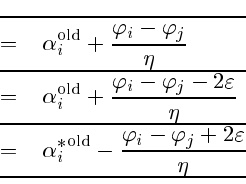 = α_i^old + (φ_i − φ_j) / η
= α_i^old + (φ_i − φ_j − 2ε) / η
= α_i^{*old} − (φ_i − φ_j + 2ε) / η